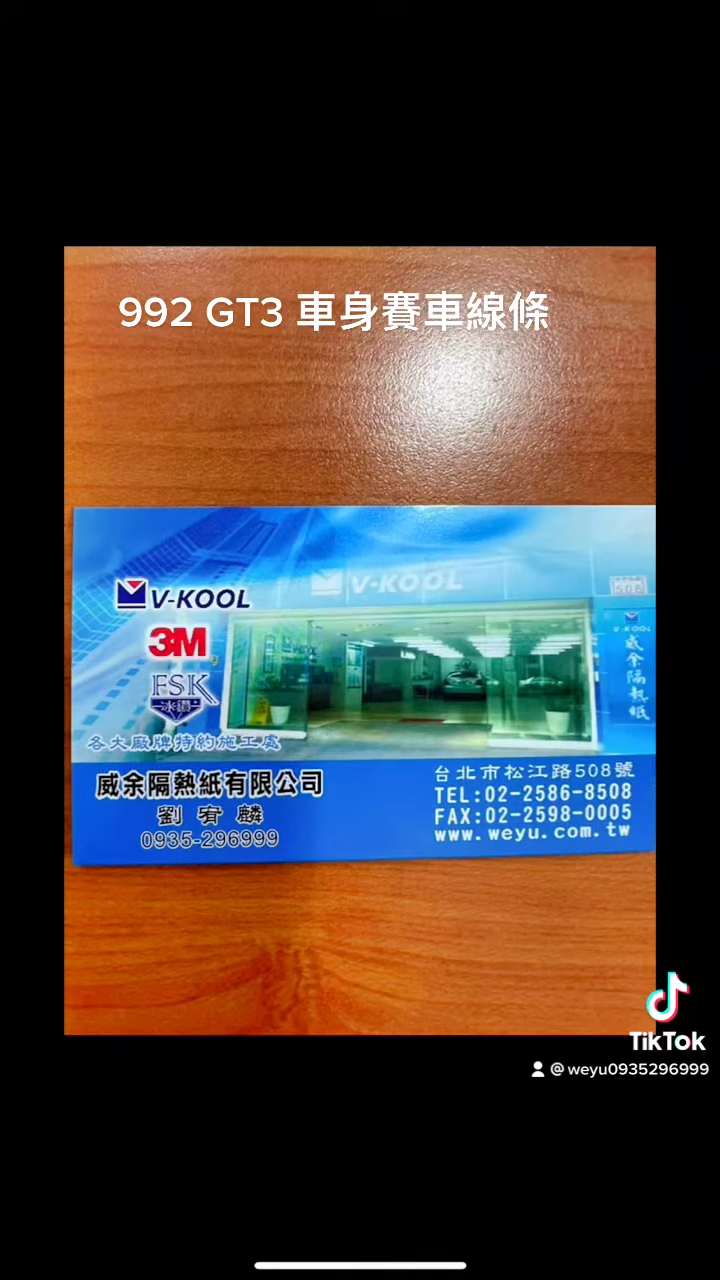 992 GT3 車身賽車線條
V-KOOL
508
V-KOOL
3M
FSK
冰鑽
各大廠牌特約施工處
V-KOOL
威余隔熱紙
威余隔熱紙有限公司
劉宥麟
0935-296999
台北市松江路508號
TEL:02-2586-8508
FAX:02-2598-0005
www.weyu.com.tw
TikTok
@weyu0935296999